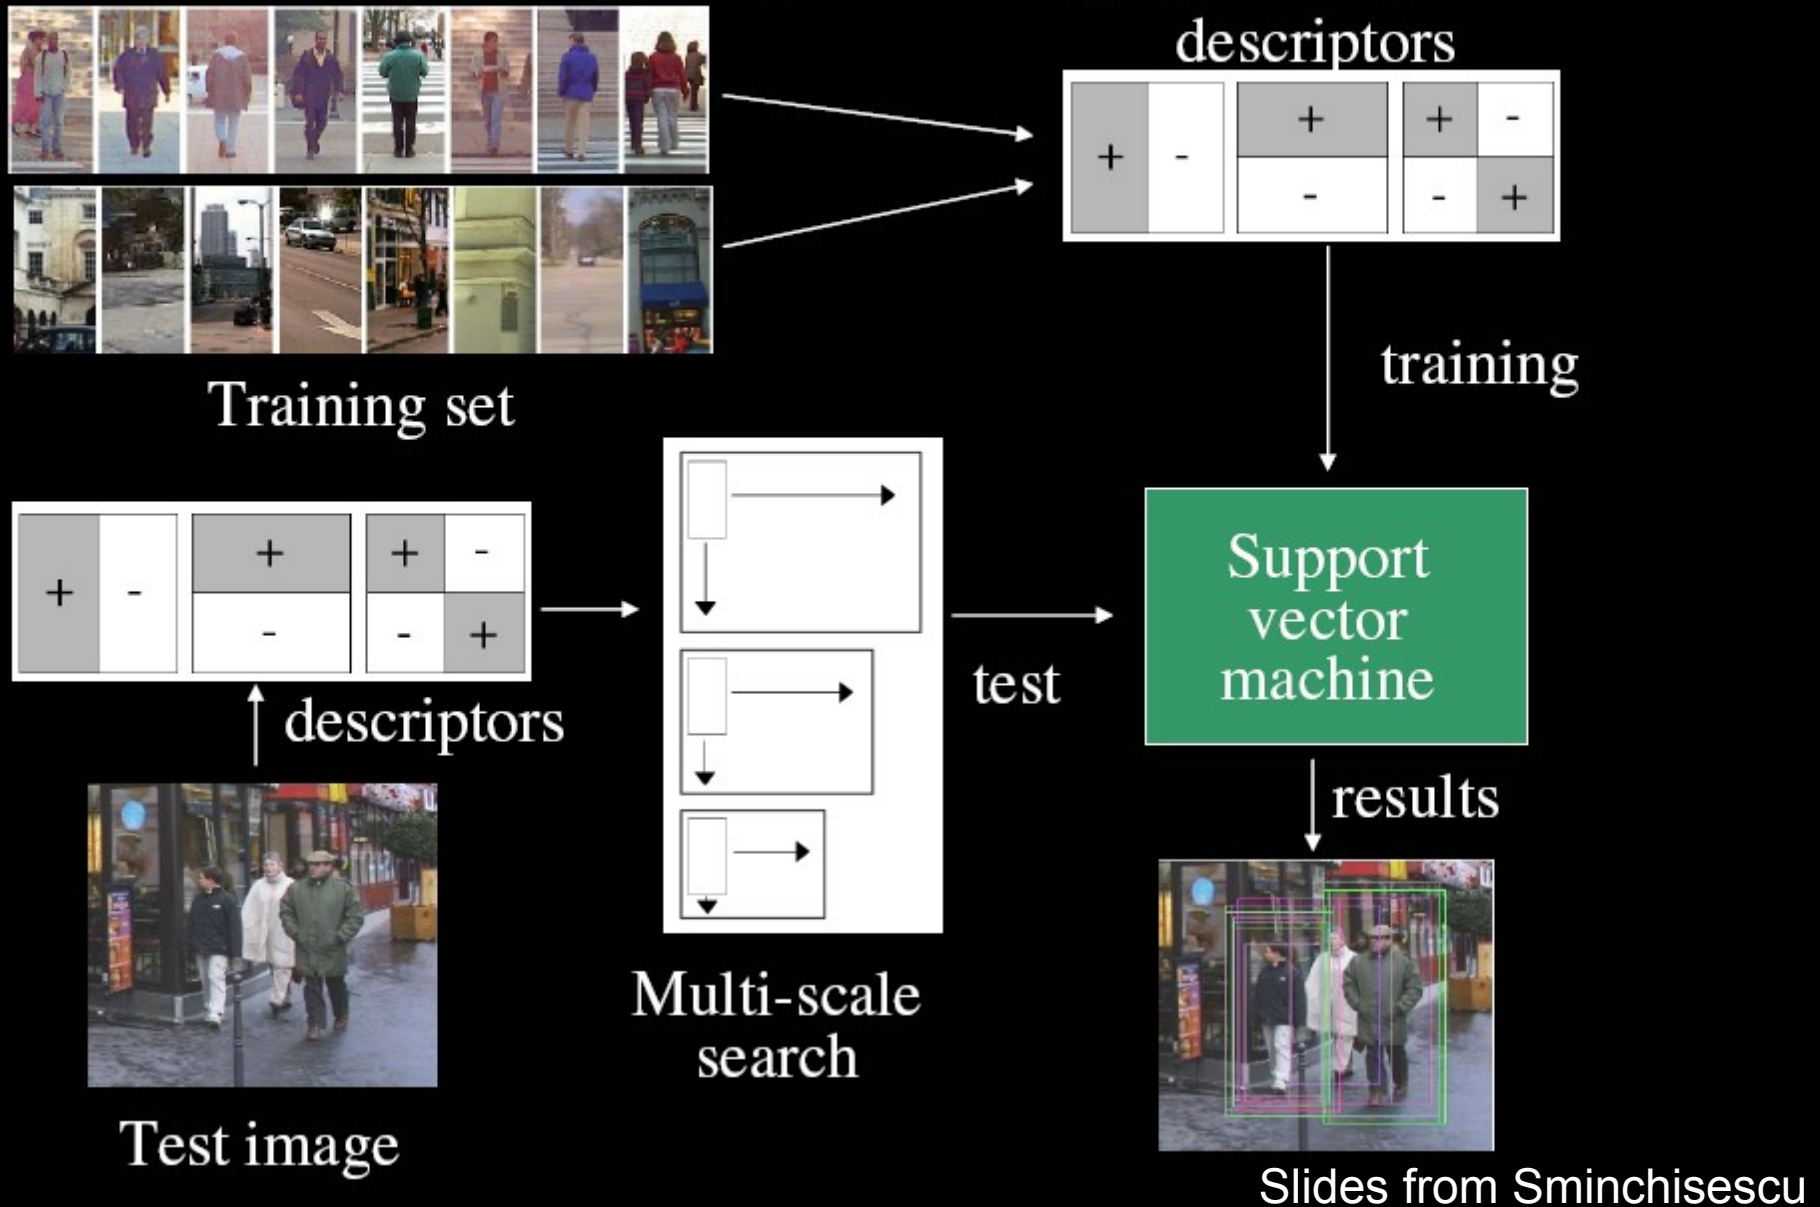 descriptors
+ - + - + - - +
Training set
training
+ - + - + - - +
descriptors
Test image
Multi-scale
search
test
Support
vector
machine
results
Slides from Sminchisescu